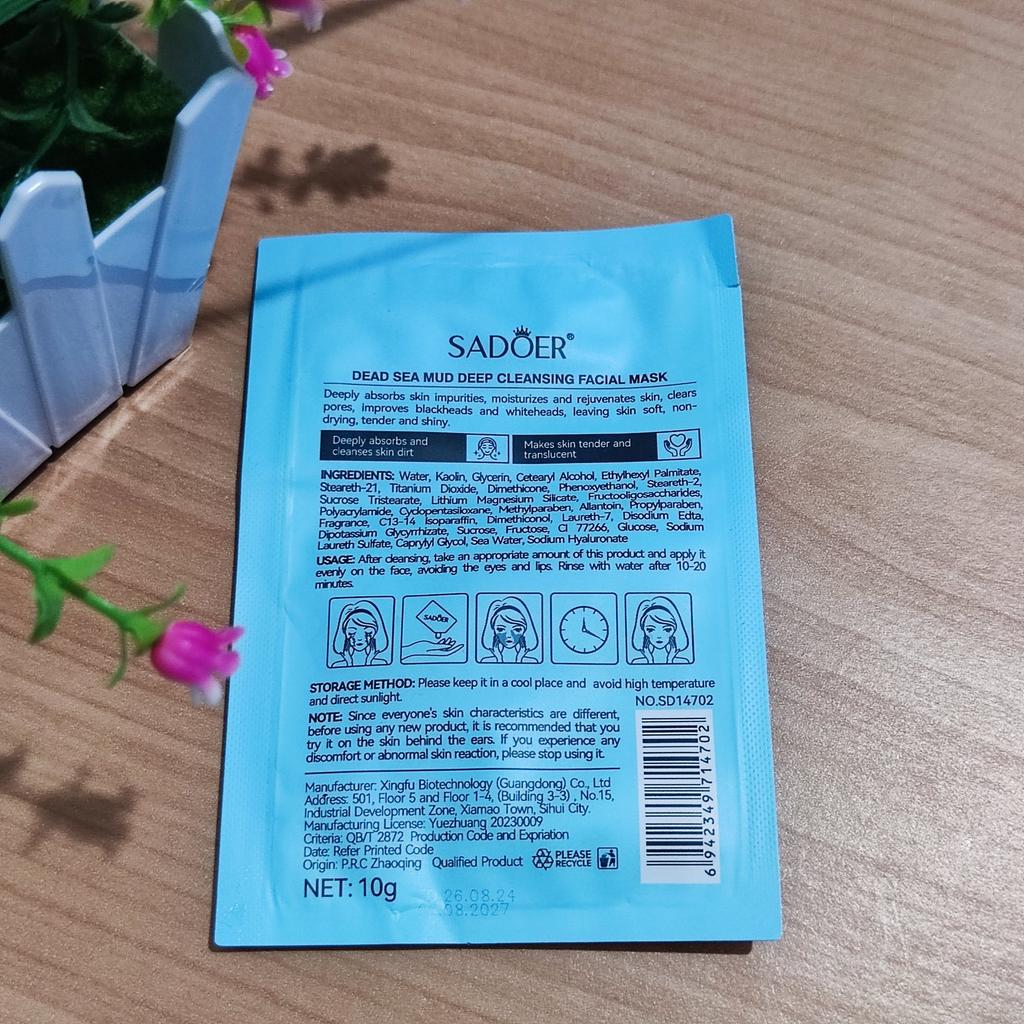 SADOER®
DEAD SEA MUD DEEP CLEANSING FACIAL MASK
Deeply absorbs skin impurities, moisturizes and rejuvenates skin, clears
pores, improves blackheads and whiteheads, leaving skin soft, non-
drying, tender and shiny.
Deeply absorbs and
cleanses skin dirt
Makes skin tender and
translucent
INGREDIENTS: Water, Kaolin, Glycerin, Cetearyl Alcohol, Ethylhexyl Palmitate,
Steareth-21, Titanium Dioxide, Dimethicone, Phenoxyethanol, Steareth-2,
Sucrose Tristearate, Lithium Magnesium Silicate, Fructooligosaccharides,
Polyacrylamide, Cyclopentasiloxane, Methylparaben, Allantoin, Propylparaben,
Fragrance, C13-14 Isoparaffin, Dimethiconol, Laureth-7, Disodium Edta,
Dipotassium Glycyrrhizate, Sucrose, Fructose, CI 77266, Glucose, Sodium
Laureth Sulfate, Caprylyl Glycol, Sea Water, Sodium Hyaluronate
USAGE: After cleansing, take an appropriate amount of this product and apply it
evenly on the face, avoiding the eyes and lips. Rinse with water after 10-20
minutes.
SADOER
STORAGE METHOD: Please keep it in a cool place and avoid high temperature
and direct sunlight.
NO.SD14702
NOTE: Since everyone's skin characteristics are different,
before using any new product, it is recommended that you
try it on the skin behind the ears. If you experience any
discomfort or abnormal skin reaction, please stop using it.
6 942349 714702
Manufacturer: Xingfu Biotechnology (Guangdong) Co., Ltd
Address: 501, Floor 5 and Floor 1-4, (Building 3-3) , No.15,
Industrial Development Zone, Xiamao Town, Sihui City.
Manufacturing License: Yuezhuang 20230009
Criteria: QB/T 2872 Production Code and Expriation
Date: Refer Printed Code
Origin: P.R.C Zhaoqing Qualified Product
PLEASE
RECYCLE
NET: 10g
26.08.24
.08.2027